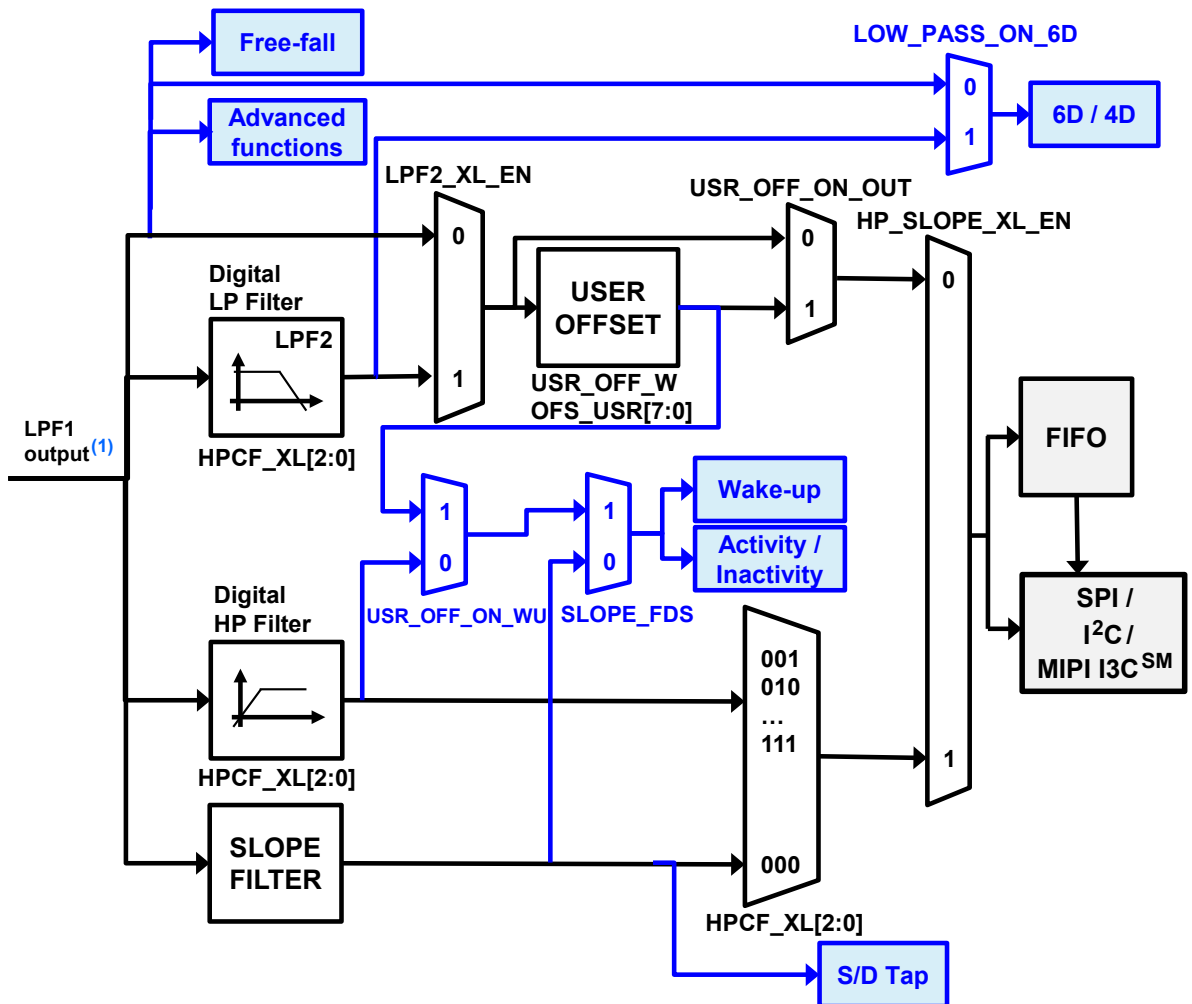 Free-fall
LOW_PASS_ON_6D
0
1
6D / 4D
Advanced
functions
LPF2_XL_EN
0
1
USR_OFF_ON_OUT
0
1
HP_SLOPE_XL_EN
0
1
Digital
LP Filter
LPF2
HPCF_XL[2:0]
USER
OFFSET
USR_OFF_W
OFS_USR[7:0]
LPF1
output(1)
FIFO
Wake-up
Activity /
Inactivity
1
0
USR_OFF_ON_WU
1
0
SLOPE_FDS
SPI /
I²C /
MIPI I3C SM
Digital
HP Filter
HPCF_XL[2:0]
001
010
…
111
000
HPCF_XL[2:0]
SLOPE
FILTER
S/D Tap